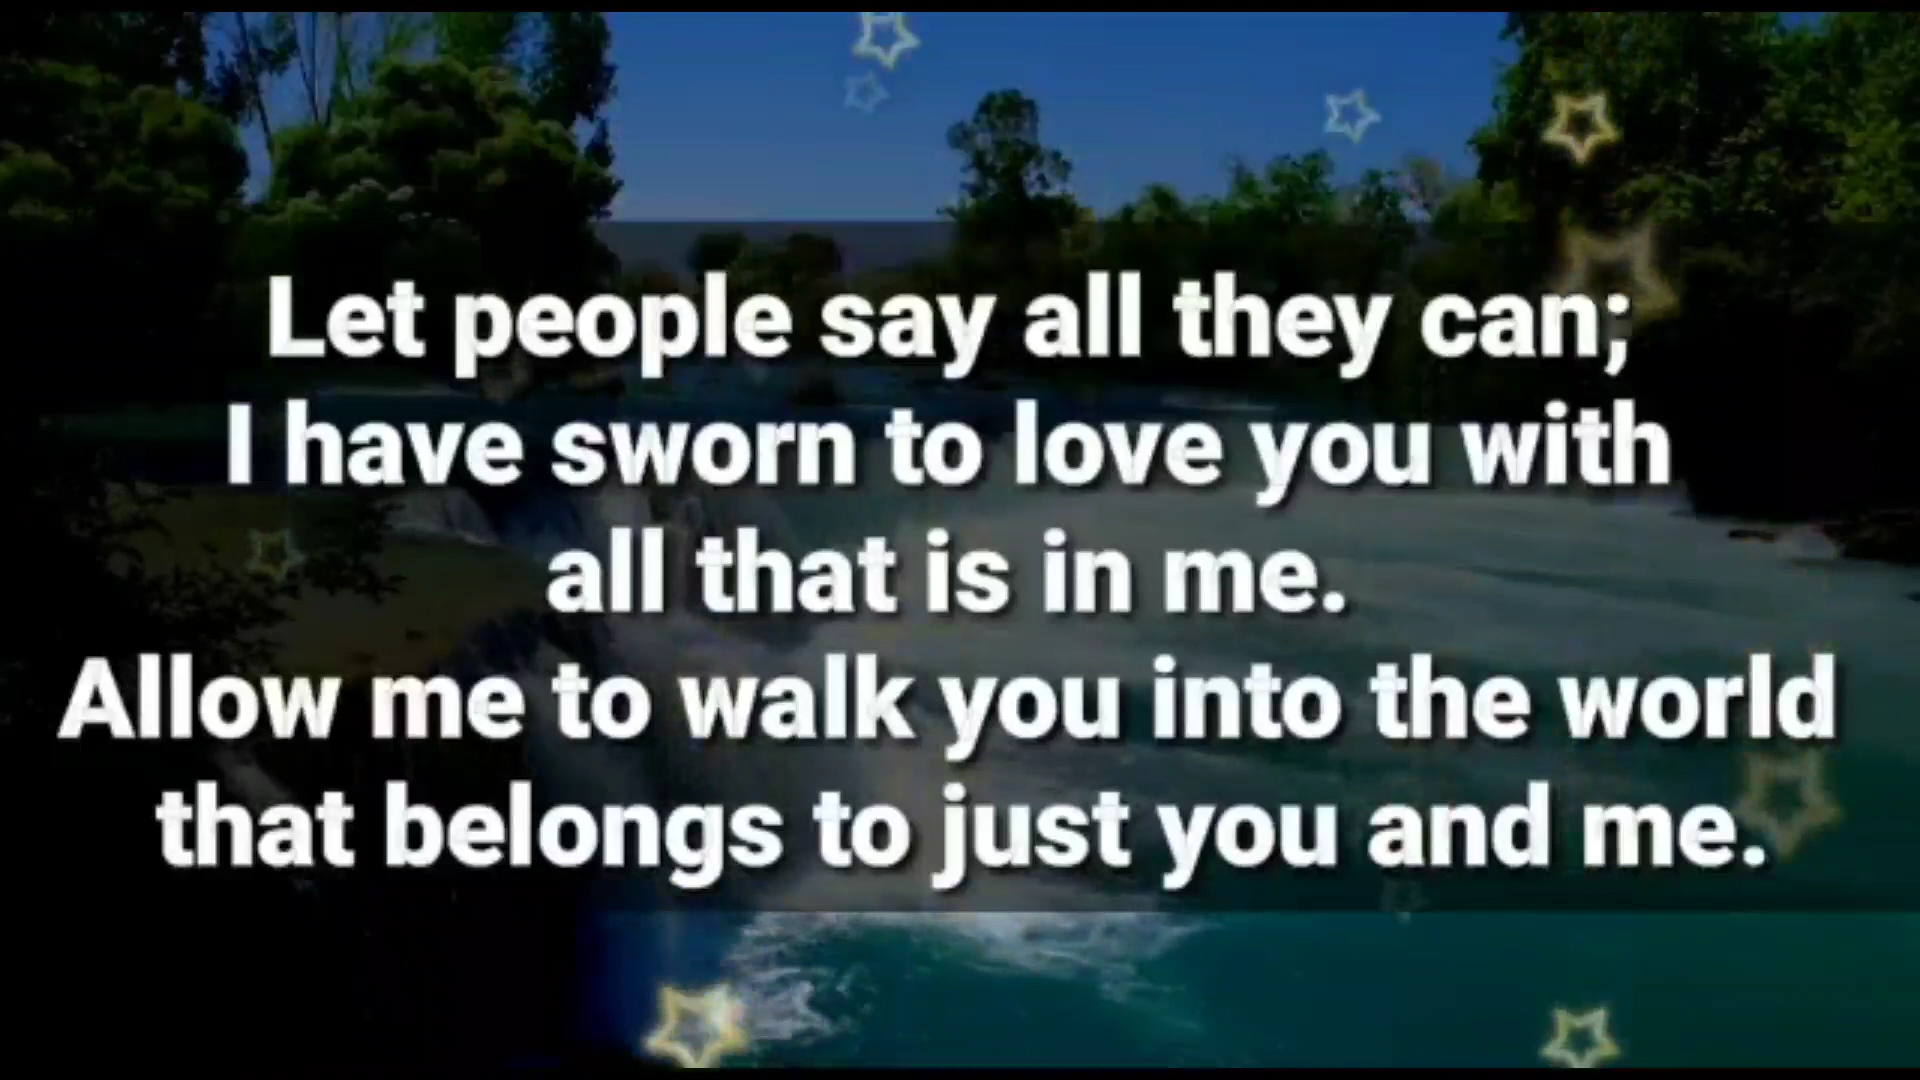 Let people say all they can;
I have sworn to love you with
all that is in me.
Allow me to walk you into the world
that belongs to just you and me.